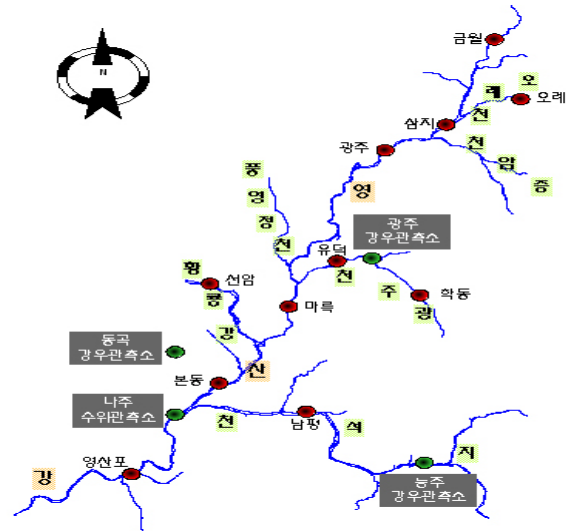 금월
N
오
레
오례
천
삼지
천
광주
암
증
풍
영
영
정
광주
강우관측소
천
유덕
황
천
선암
주
학동
룡
마륵
광
강
동곡
강우관측소
산
본동
나주
수위관측소
천
석
남평
지
영산포
강
능주
강우관측소